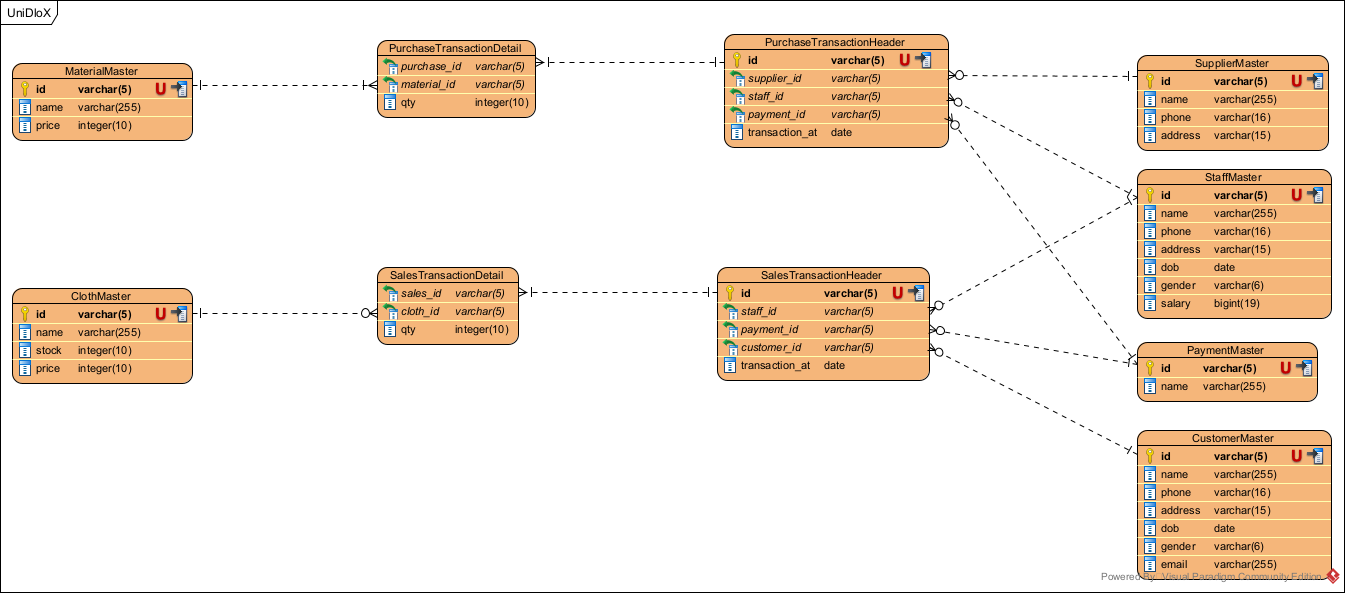 UniDloX
MaterialMaster
id varchar(5) U
name varchar(255)
price integer(10)
PurchaseTransactionDetail
purchase_id varchar(5)
material_id varchar(5)
qty integer(10)
PurchaseTransactionHeader
id varchar(5) U
supplier_id varchar(5)
staff_id varchar(5)
payment_id varchar(5)
transaction_at date
SupplierMaster
id varchar(5) U
name varchar(255)
phone varchar(16)
address varchar(15)
StaffMaster
id varchar(5) U
name varchar(255)
phone varchar(16)
address varchar(15)
dob date
gender varchar(6)
salary bigint(19)
ClothMaster
id varchar(5) U
name varchar(255)
stock integer(10)
price integer(10)
SalesTransactionDetail
sales_id varchar(5)
cloth_id varchar(5)
qty integer(10)
SalesTransactionHeader
id varchar(5) U
staff_id varchar(5)
payment_id varchar(5)
customer_id varchar(5)
transaction_at date
PaymentMaster
id varchar(5) U
name varchar(255)
CustomerMaster
id varchar(5) U
name varchar(255)
phone varchar(16)
address varchar(15)
dob date
gender varchar(6)
email varchar(255)
Powered By Visual Paradigm Community Edition